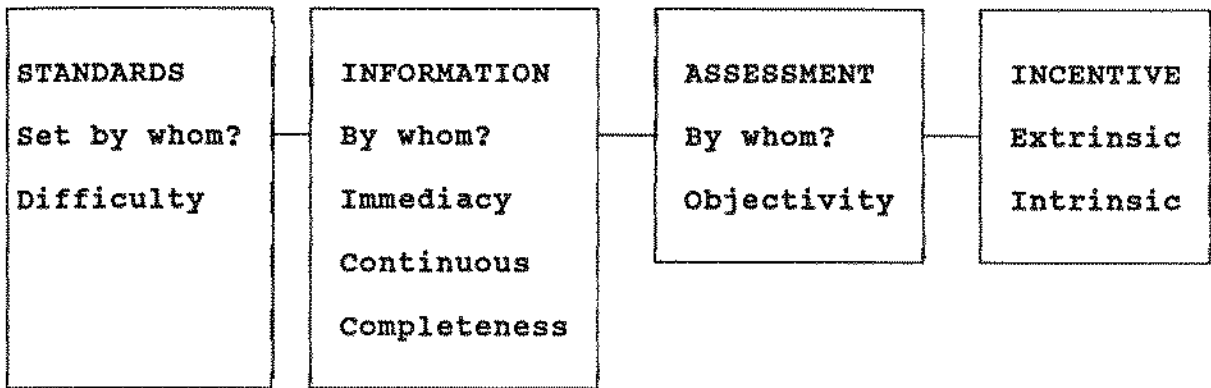 STANDARDS
Set by whom?
Difficulty
INFORMATION
By whom?
Immediacy
Continuous
Completeness
ASSESSMENT
By whom?
Objectivity
INCENTIVE
Extrinsic
Intrinsic